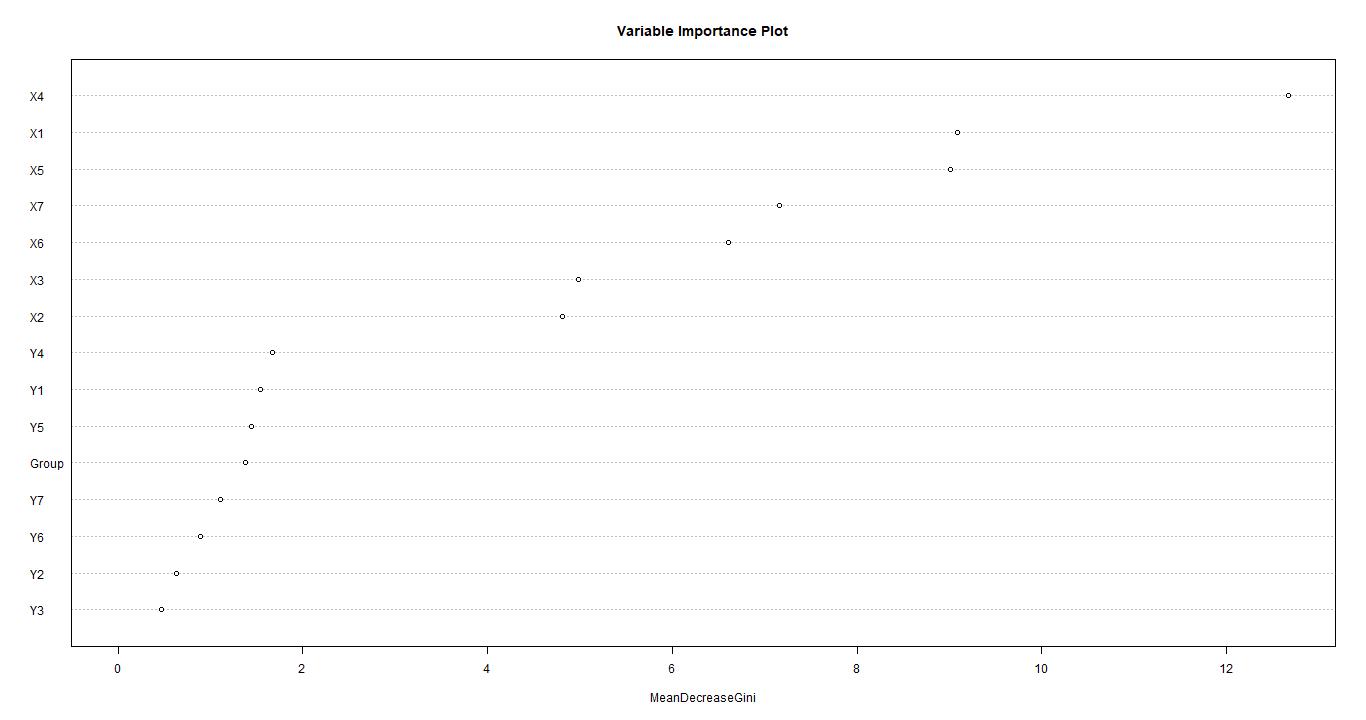 Variable Importance Plot
X4
X1
X5
X7
X6
X3
X2
Y4
Y1
Y5
Group
Y7
Y6
Y2
Y3
0 2 4 6 8 10 12
MeanDecreaseGini